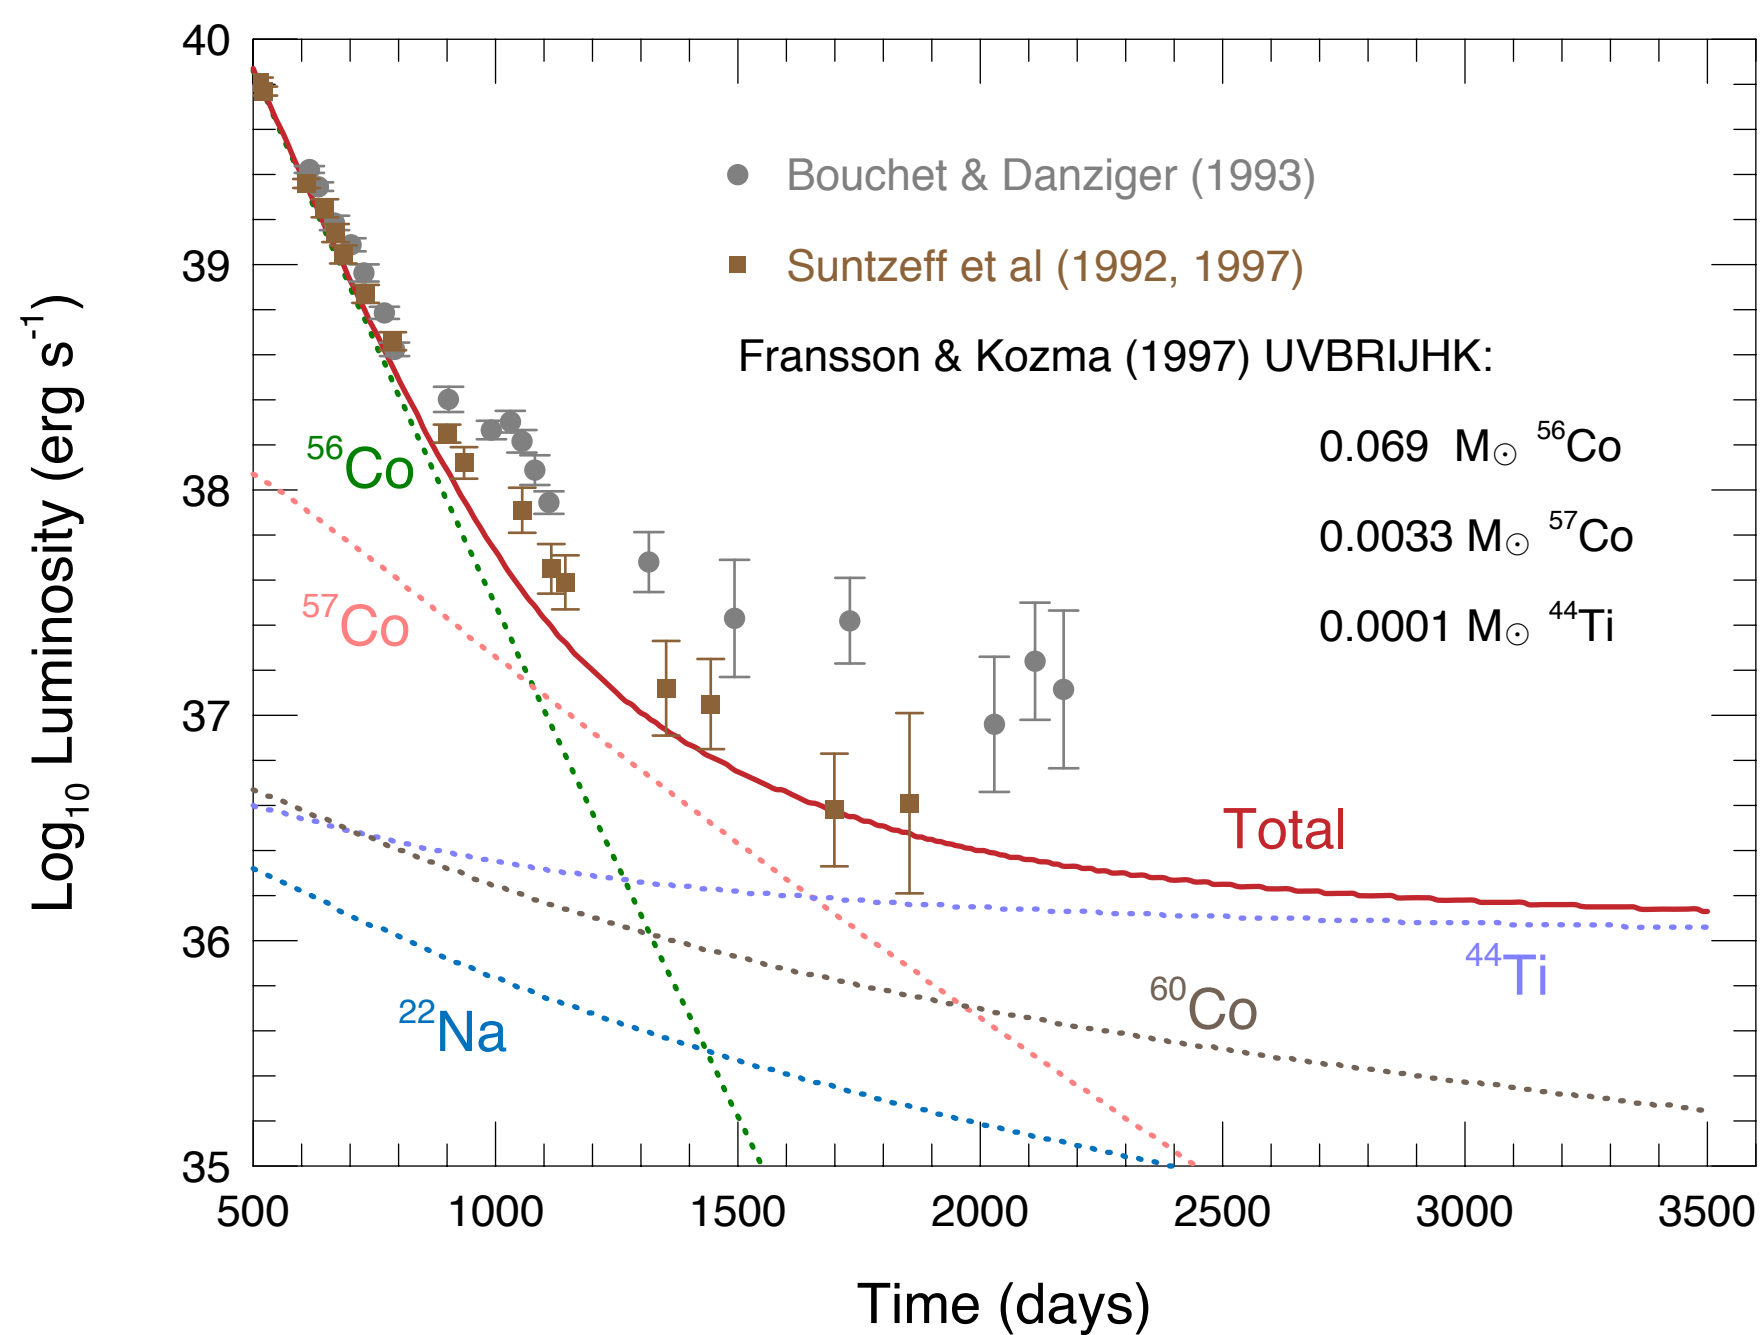 40
39
38
37
36
35
500 1000 1500 2000 2500 3000 3500
Log₁₀ Luminosity (erg s⁻¹)
Time (days)
Bouchet & Danziger (1993)
Suntzeff et al (1992, 1997)
Fransson & Kozma (1997) UVBRIJHK:
0.069 M☉ ⁵⁶Co
0.0033 M☉ ⁵⁷Co
0.0001 M☉ ⁴⁴Ti
⁵⁶Co
⁵⁷Co
Total
⁴⁴Ti
⁶⁰Co
²²Na